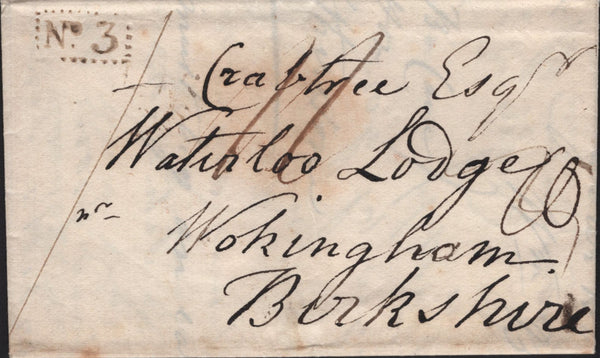 No. 3
— Crabtree Esqr
Waterloo Lodge
nr — Wokingham
Berkshire